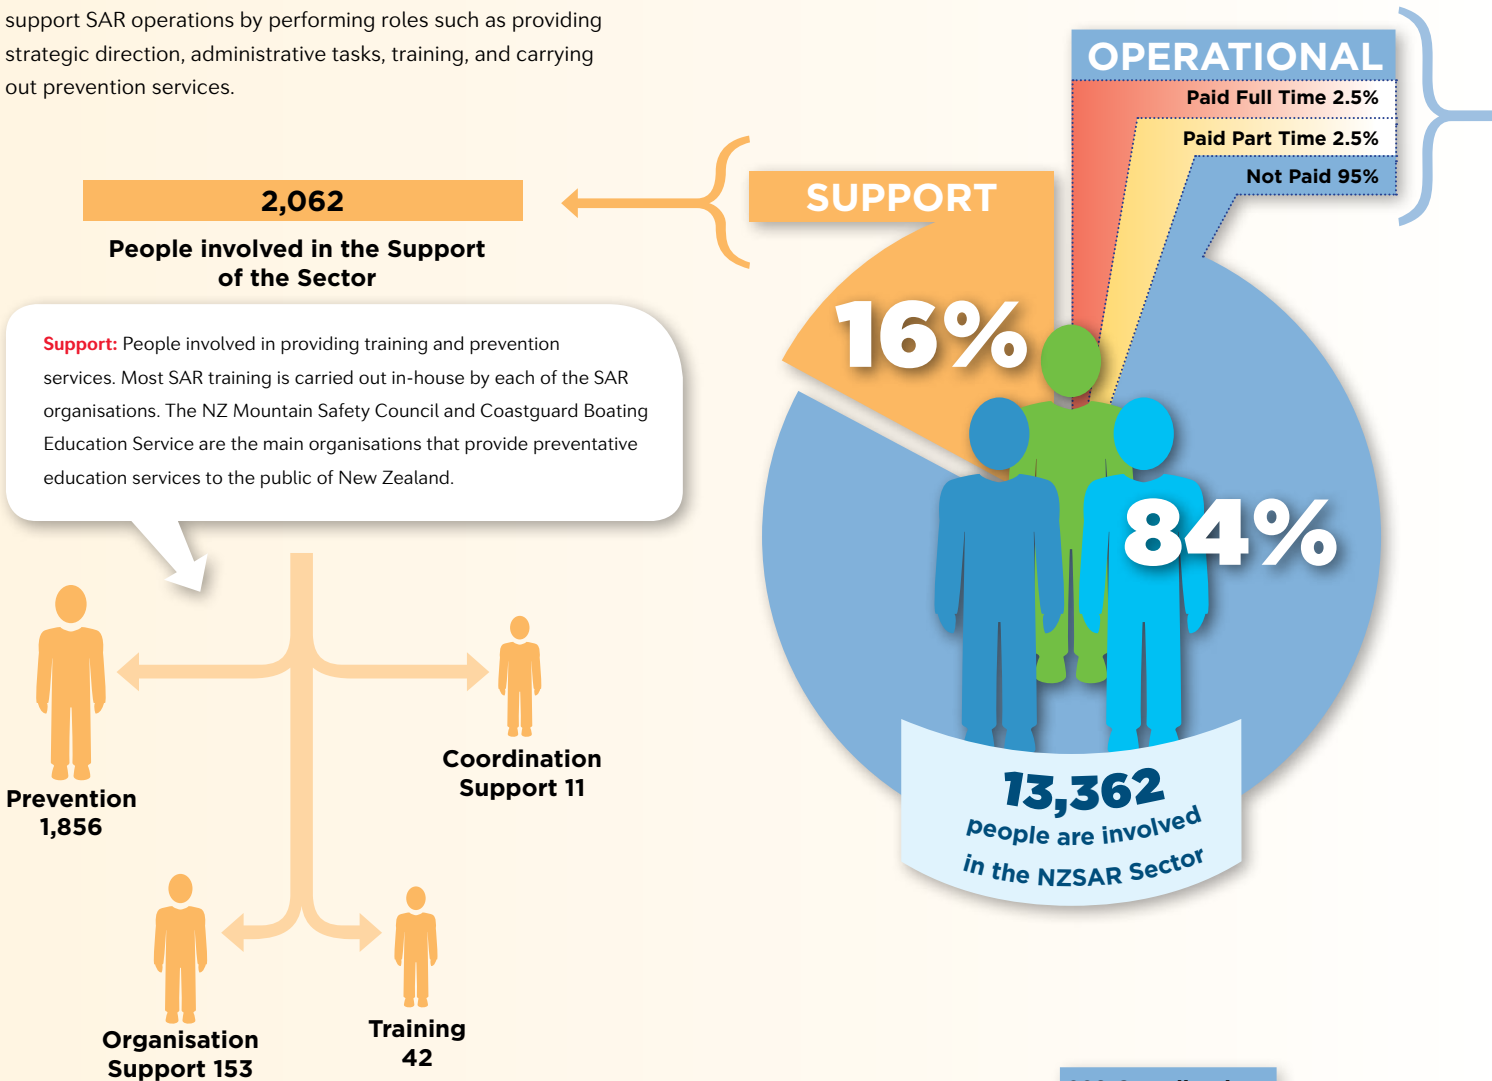 support SAR operations by performing roles such as providing
strategic direction, administrative tasks, training, and carrying
out prevention services.
2,062
People involved in the Support
of the Sector
Support: People involved in providing training and prevention
services. Most SAR training is carried out in-house by each of the SAR
organisations. The NZ Mountain Safety Council and Coastguard Boating
Education Service are the main organisations that provide preventative
education services to the public of New Zealand.
Prevention
1,856
Coordination
Support 11
Organisation
Support 153
Training
42
OPERATIONAL
Paid Full Time 2.5%
Paid Part Time 2.5%
Not Paid 95%
SUPPORT
16%
84%
13,362
people are involved
in the NZSAR Sector